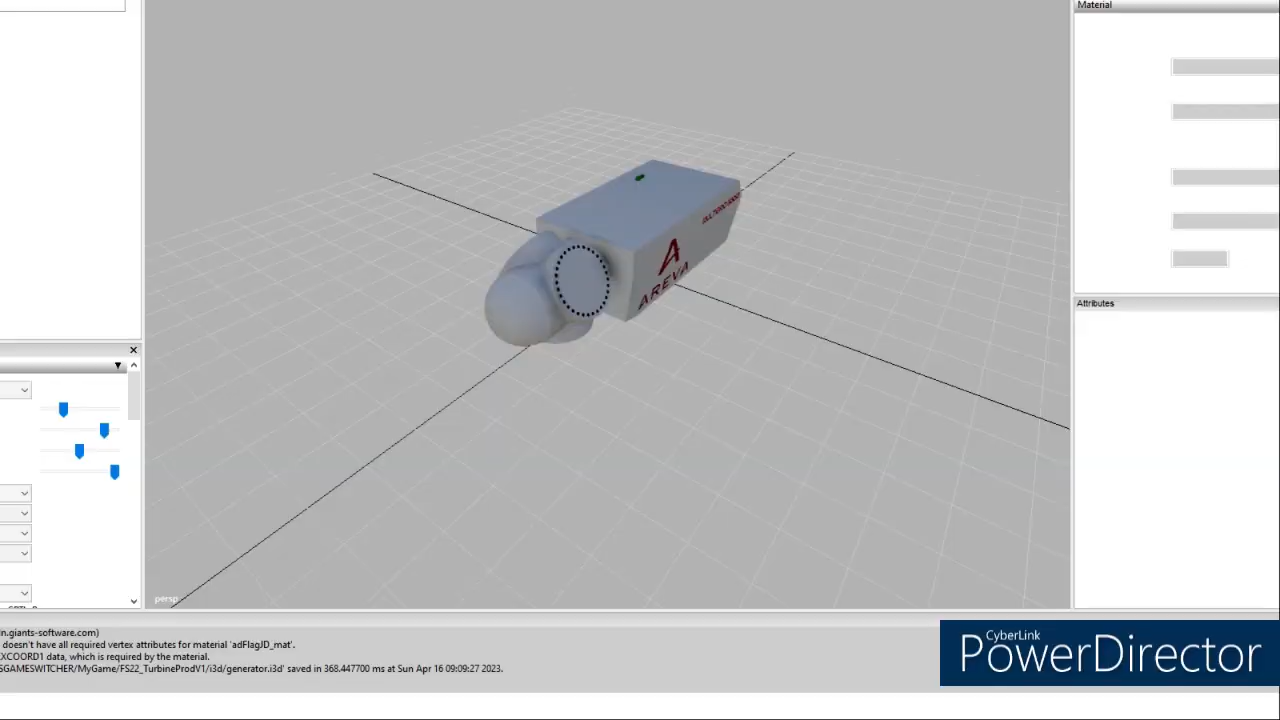 Material
A
AREVA
Attributes
persp
n.giants-software.com)
doesn't have all required vertex attributes for material 'adFlagJD_mat'.
XCOORD1 data, which is required by the material.
SGAMESWITCHER/MyGame/FS22_TurbineProdV1/i3d/generator.i3d' saved in 368.447700 ms at Sun Apr 16 09:09:27 2023.
CyberLink
PowerDirector